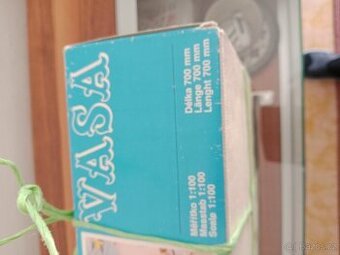 VASA
Měřítko 1:100
Masstab 1:100
Scale 1:100
Délka 700 mm
Länge 700 mm
Lenght 700 mm